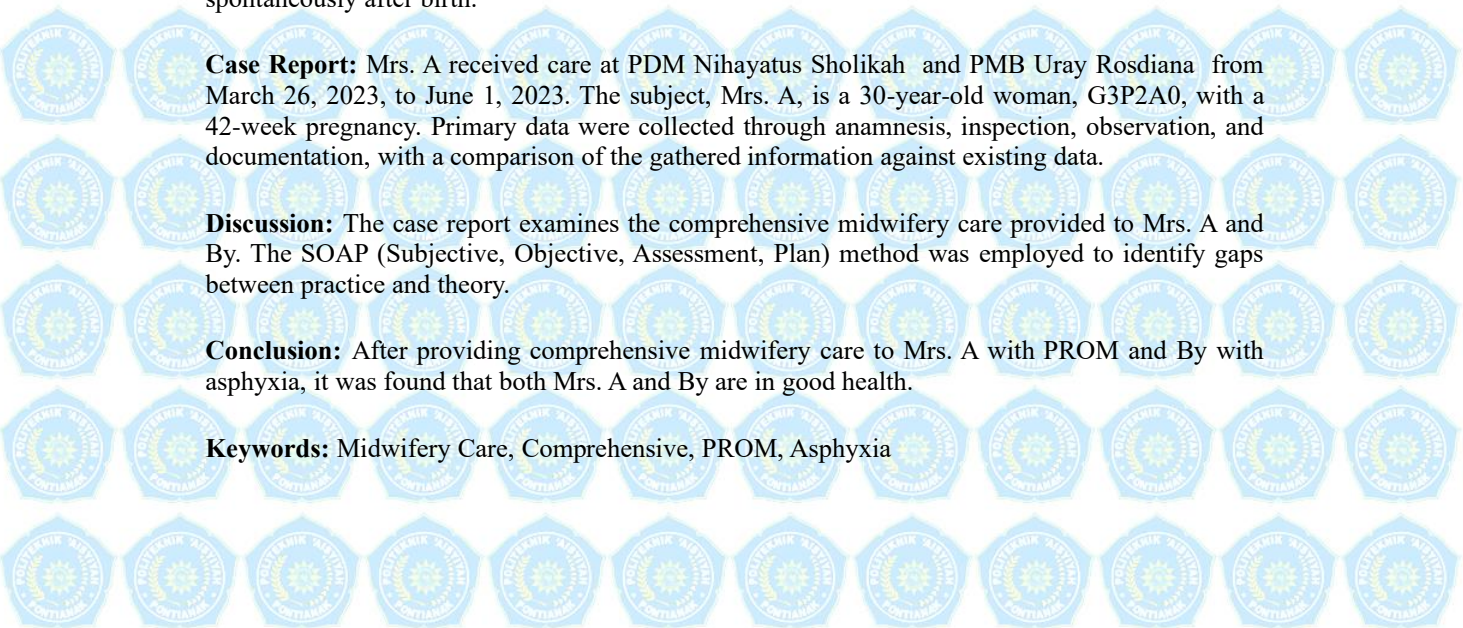 spontaneously after birth.
Case Report: Mrs. A received care at PDM Nihayatus Sholikah and PMB Uray Rosdiana from
March 26, 2023, to June 1, 2023. The subject, Mrs. A, is a 30-year-old woman, G3P2A0, with a
42-week pregnancy. Primary data were collected through anamnesis, inspection, observation, and
documentation, with a comparison of the gathered information against existing data.
Discussion: The case report examines the comprehensive midwifery care provided to Mrs. A and
By. The SOAP (Subjective, Objective, Assessment, Plan) method was employed to identify gaps
between practice and theory.
Conclusion: After providing comprehensive midwifery care to Mrs. A with PROM and By with
asphyxia, it was found that both Mrs. A and By are in good health.
Keywords: Midwifery Care, Comprehensive, PROM, Asphyxia
POLITEKNIK 'AISYIYAH
PONTIANAK